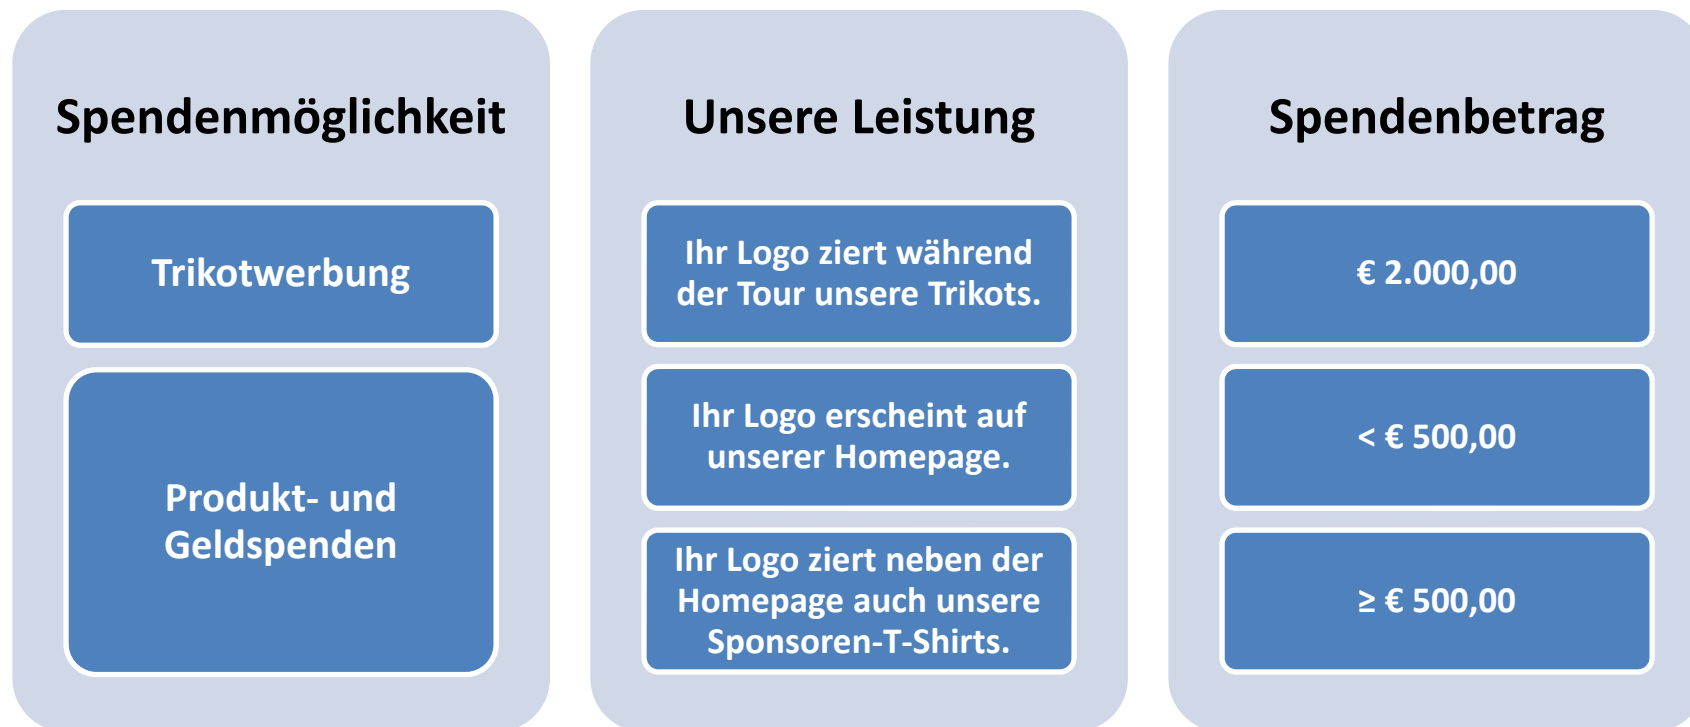 Spendenmöglichkeit
Trikotwerbung
Produkt- und
Geldspenden
Unsere Leistung
Ihr Logo ziert während
der Tour unsere Trikots.
Ihr Logo erscheint auf
unserer Homepage.
Ihr Logo ziert neben der
Homepage auch unsere
Sponsoren-T-Shirts.
Spendenbetrag
€ 2.000,00
< € 500,00
≥ € 500,00